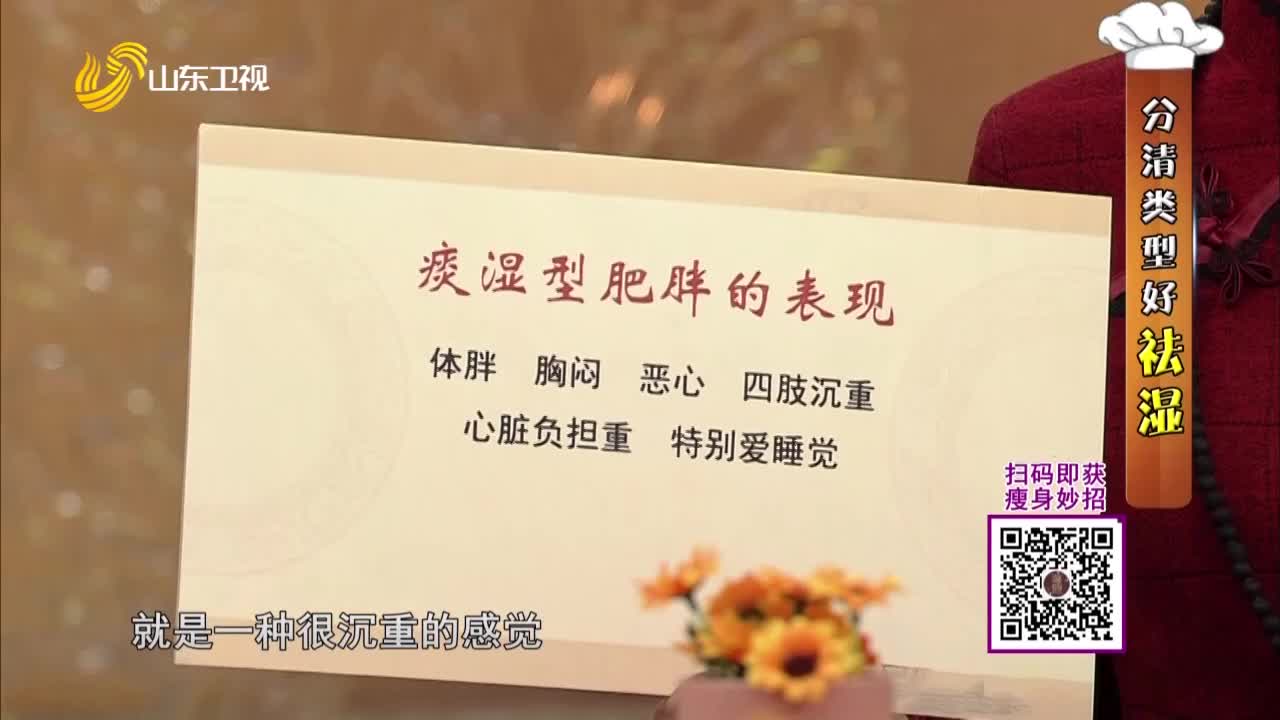 山东卫视
分清类型好祛湿
痰湿型肥胖的表现
体胖 胸闷 恶心 四肢沉重
心脏负担重 特别爱睡觉
扫码即获
瘦身妙招
就是一种很沉重的感觉